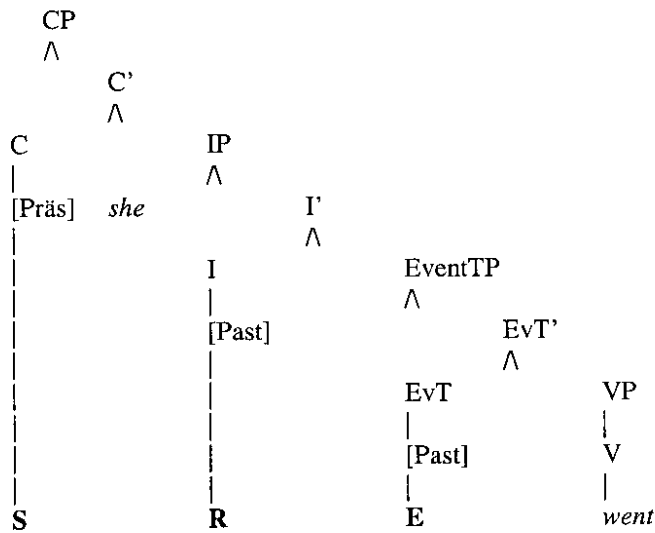 CP
C'
C IP
[Präs] she I'
I EventTP
[Past] EvT'
EvT VP
[Past] V
S R E went